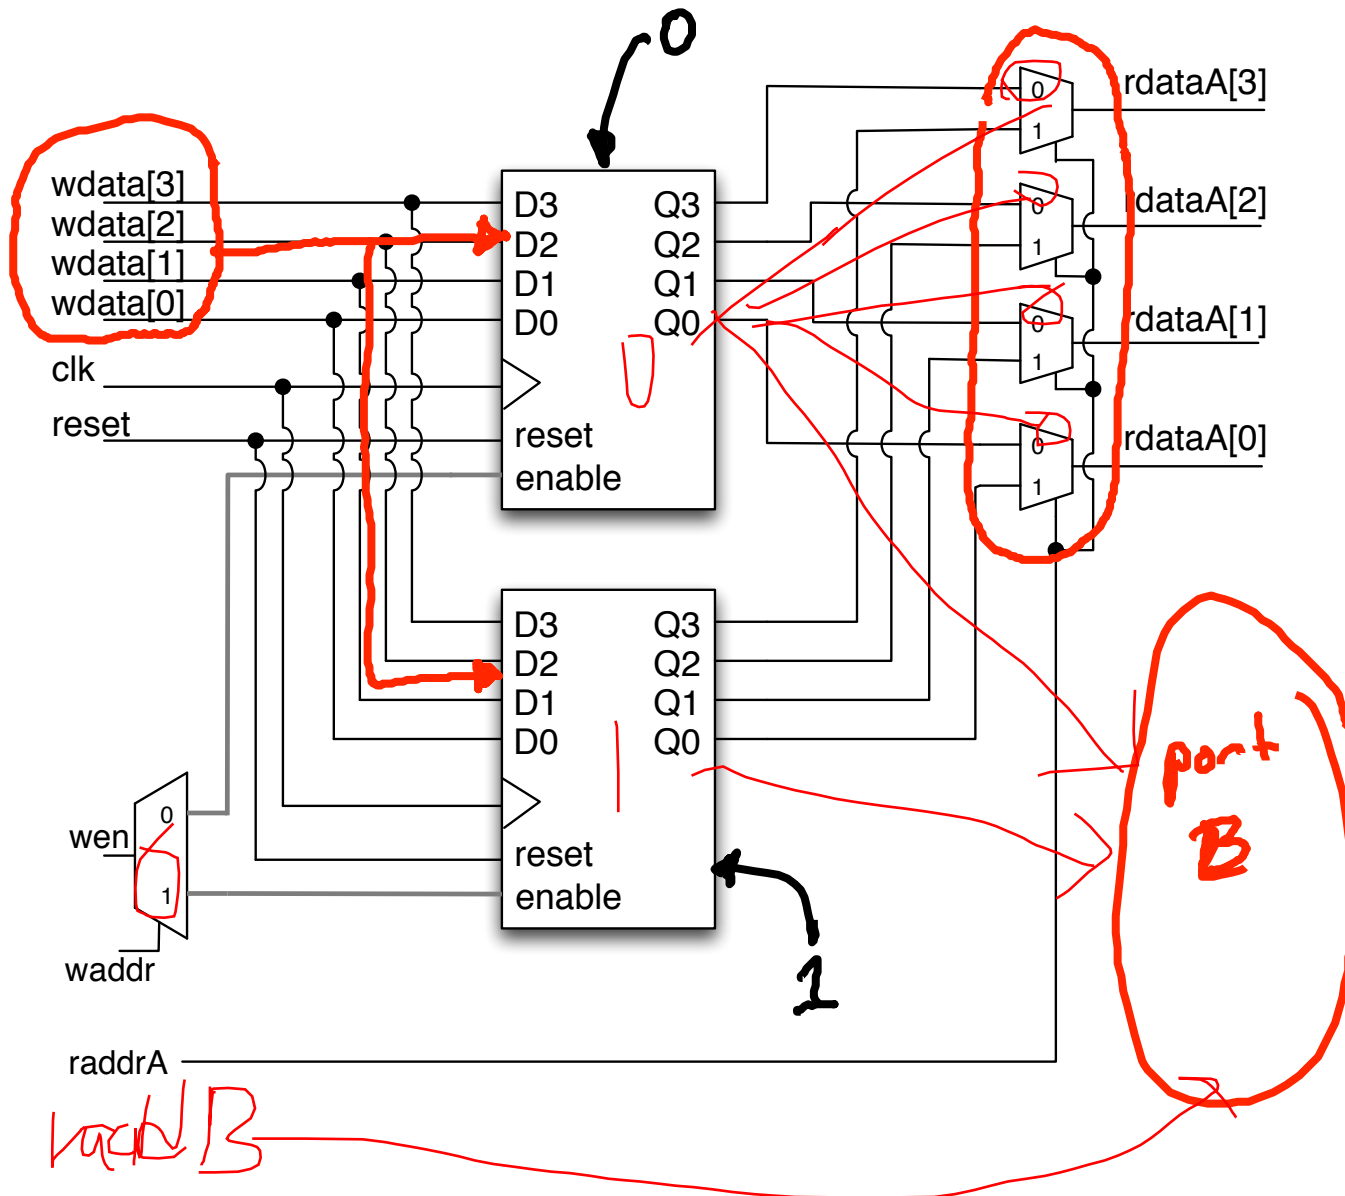 0
wdata[3]
wdata[2]
wdata[1]
wdata[0]
clk
reset
D3 Q3
D2 Q2
D1 Q1
D0 Q0
0
reset
enable
0
1
rdataA[3]
0
1
rdataA[2]
0
1
rdataA[1]
0
1
rdataA[0]
D3 Q3
D2 Q2
D1 Q1
D0 Q0
1
reset
enable
port
B
wen
0
1
waddr
1
raddrA
raddB